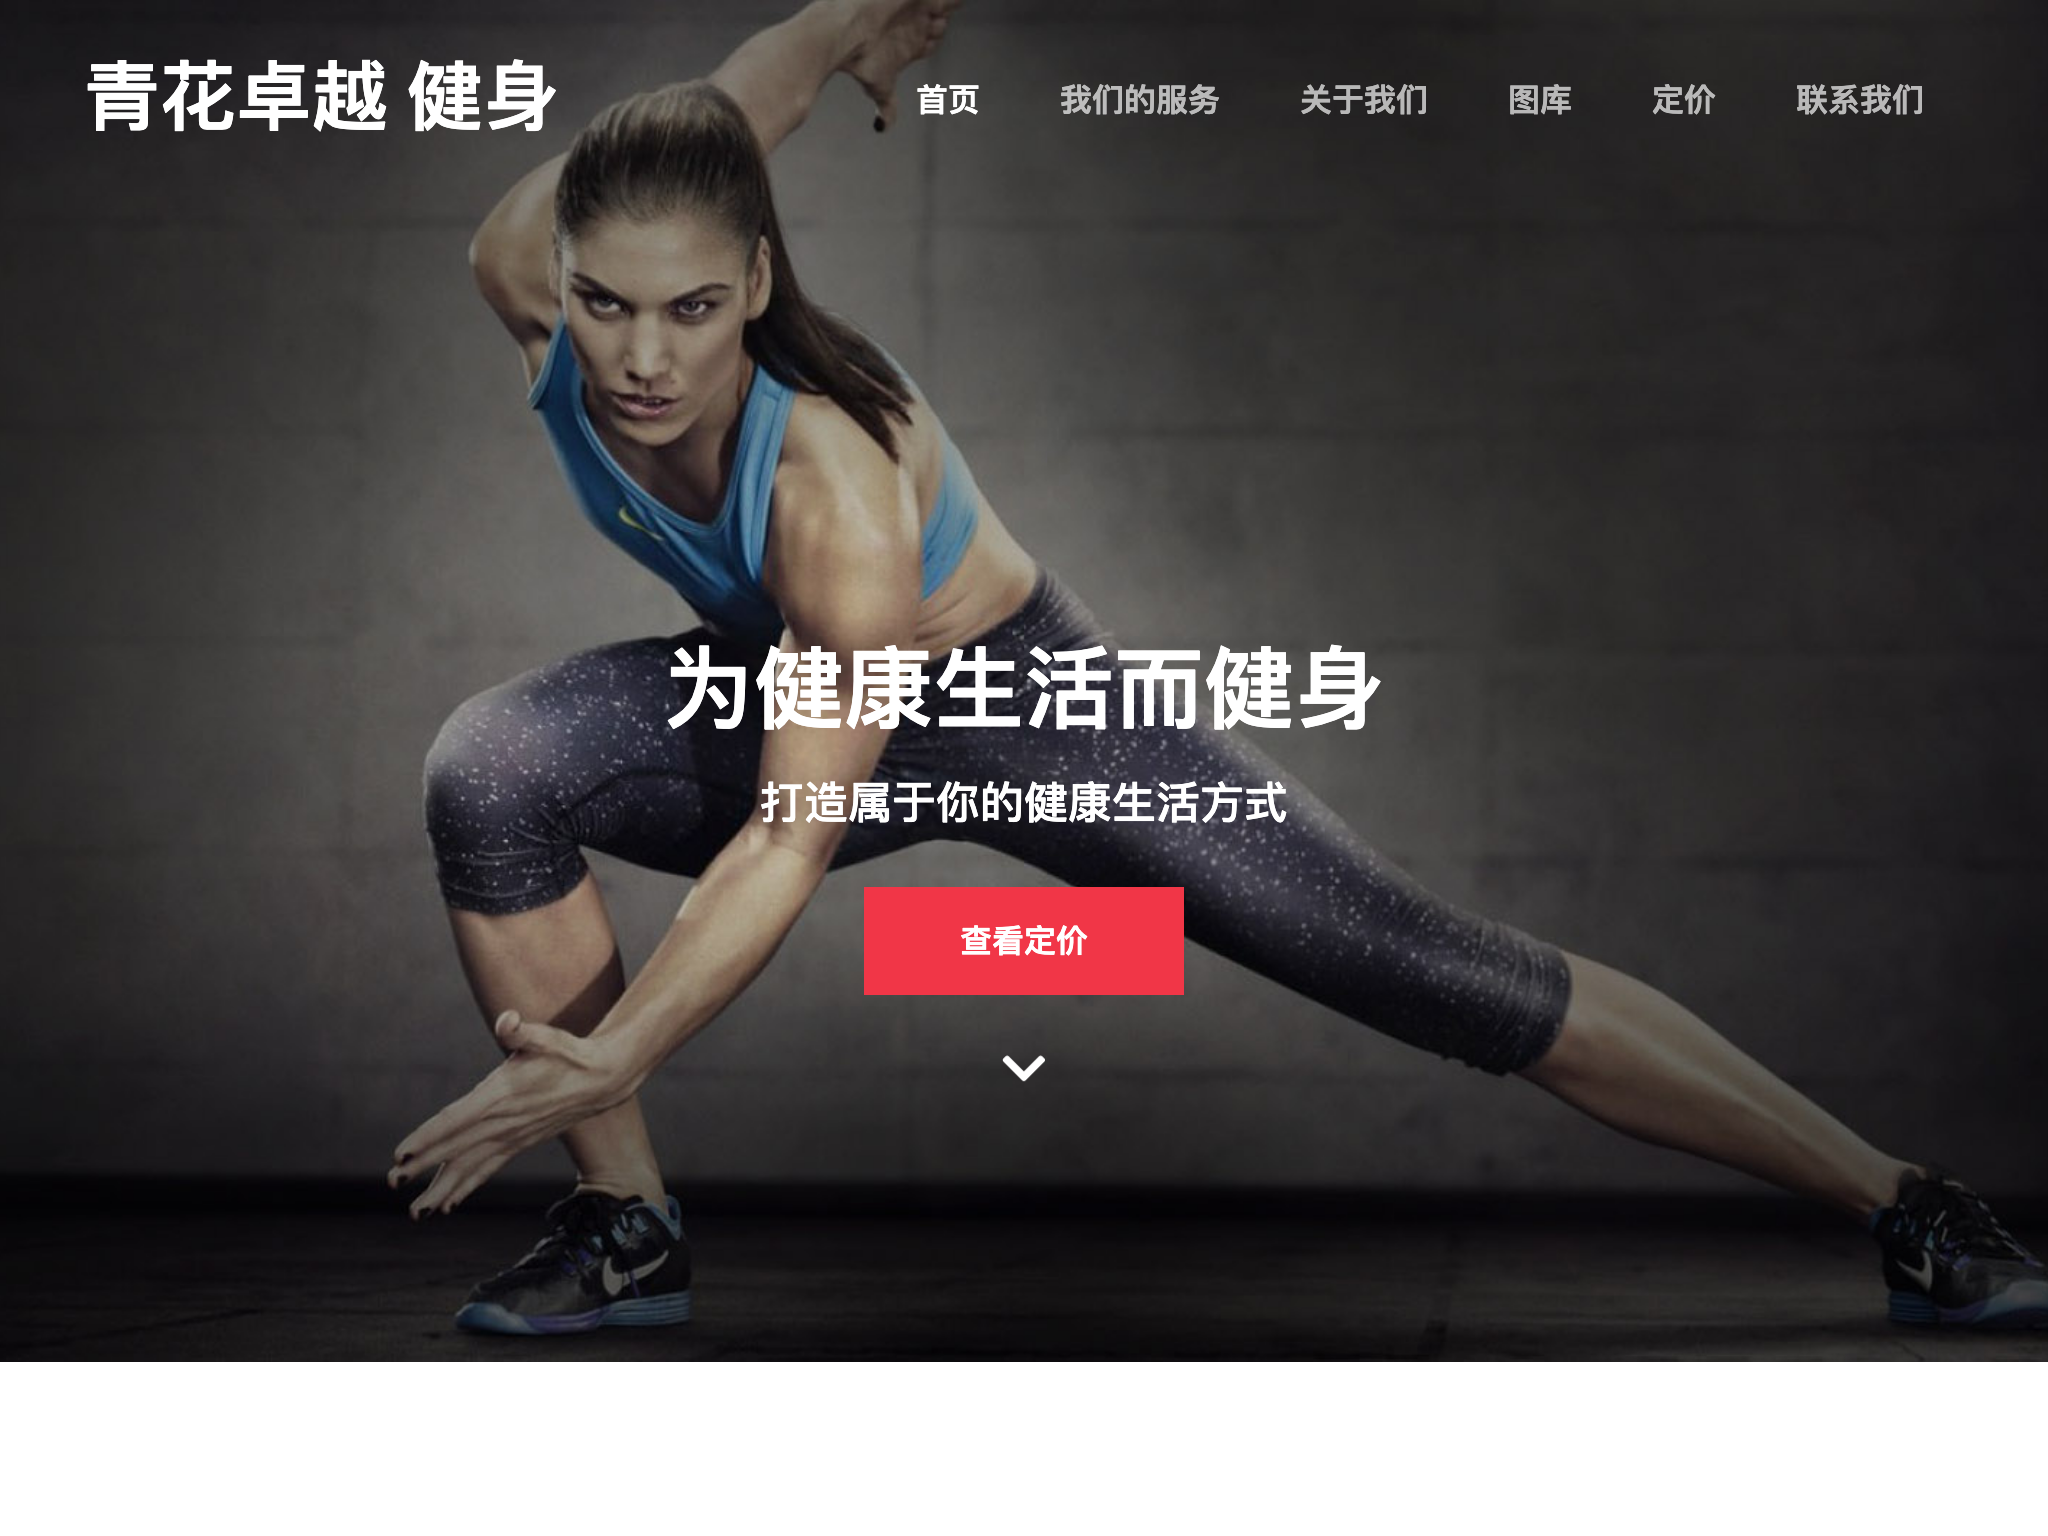 青花卓越 健身
首页 我们的服务 关于我们 图库 定价 联系我们
为健康生活而健身
打造属于你的健康生活方式
查看定价